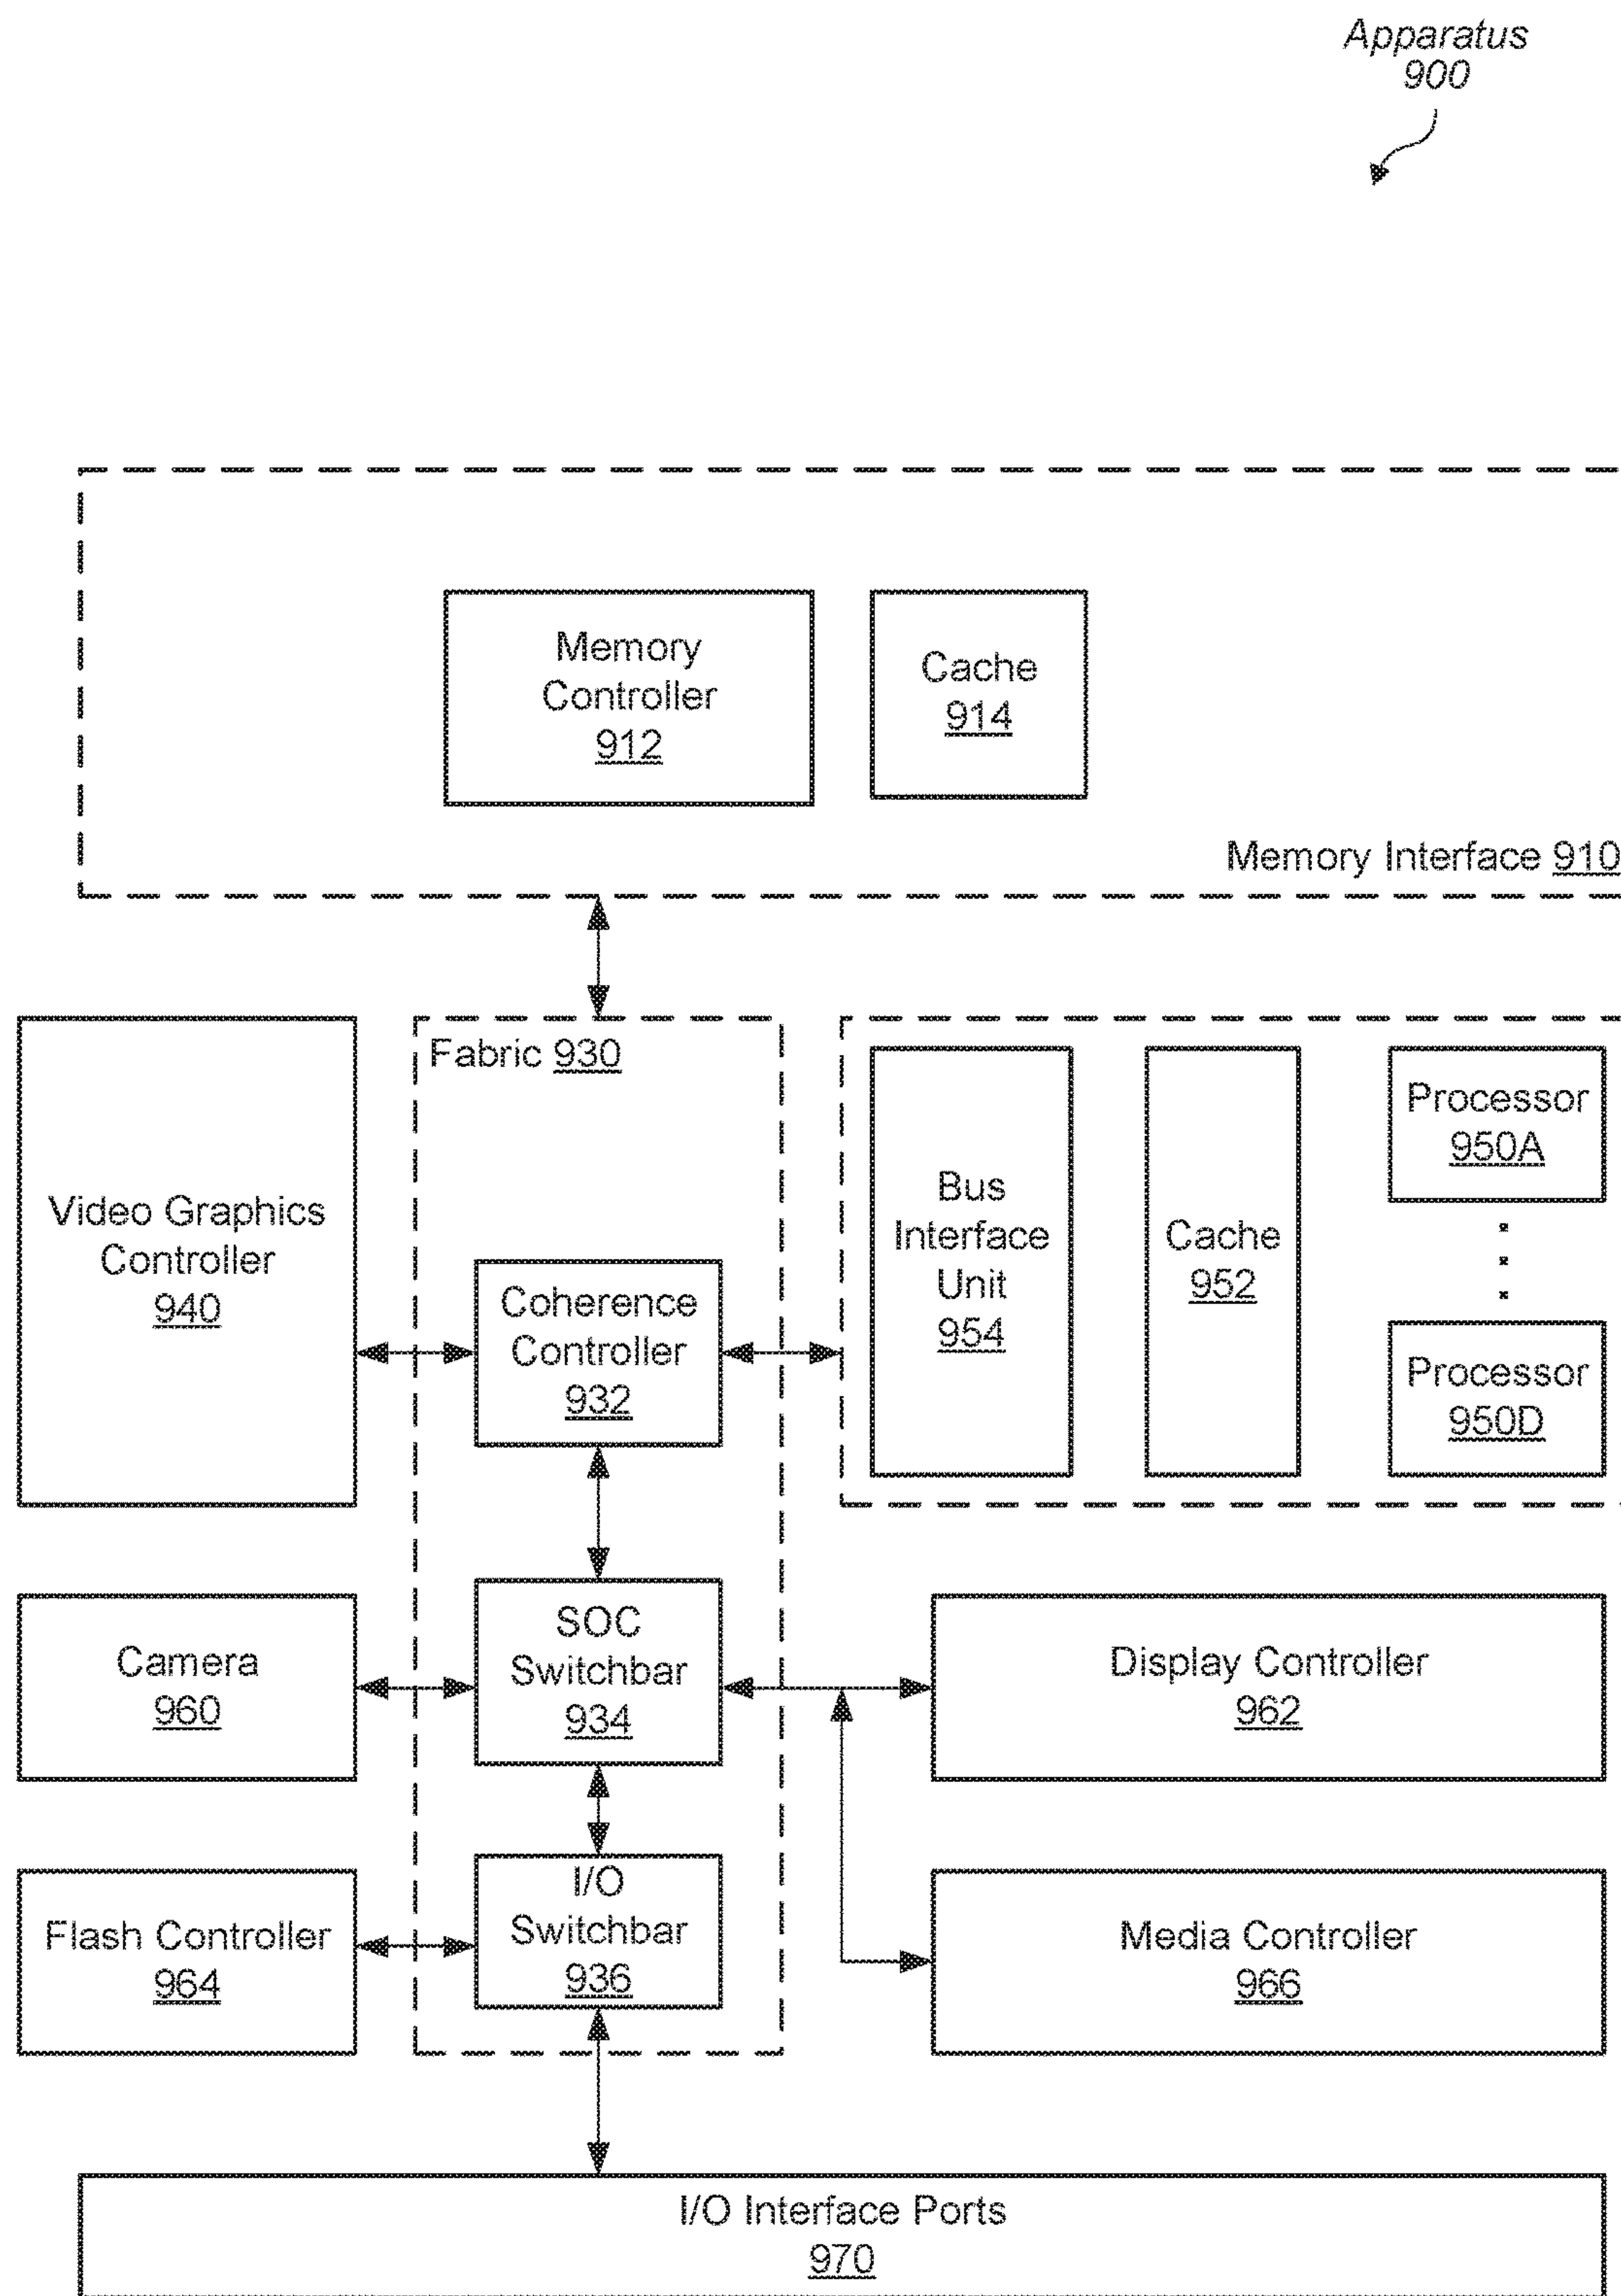 Apparatus
900
Memory
Controller
912
Cache
914
Memory Interface 910
Video Graphics
Controller
940
Fabric 930
Coherence
Controller
932
Bus
Interface
Unit
954
Cache
952
Processor
950A
Processor
950D
Camera
960
SOC
Switchbar
934
Display Controller
962
Flash Controller
964
I/O
Switchbar
936
Media Controller
966
I/O Interface Ports
970